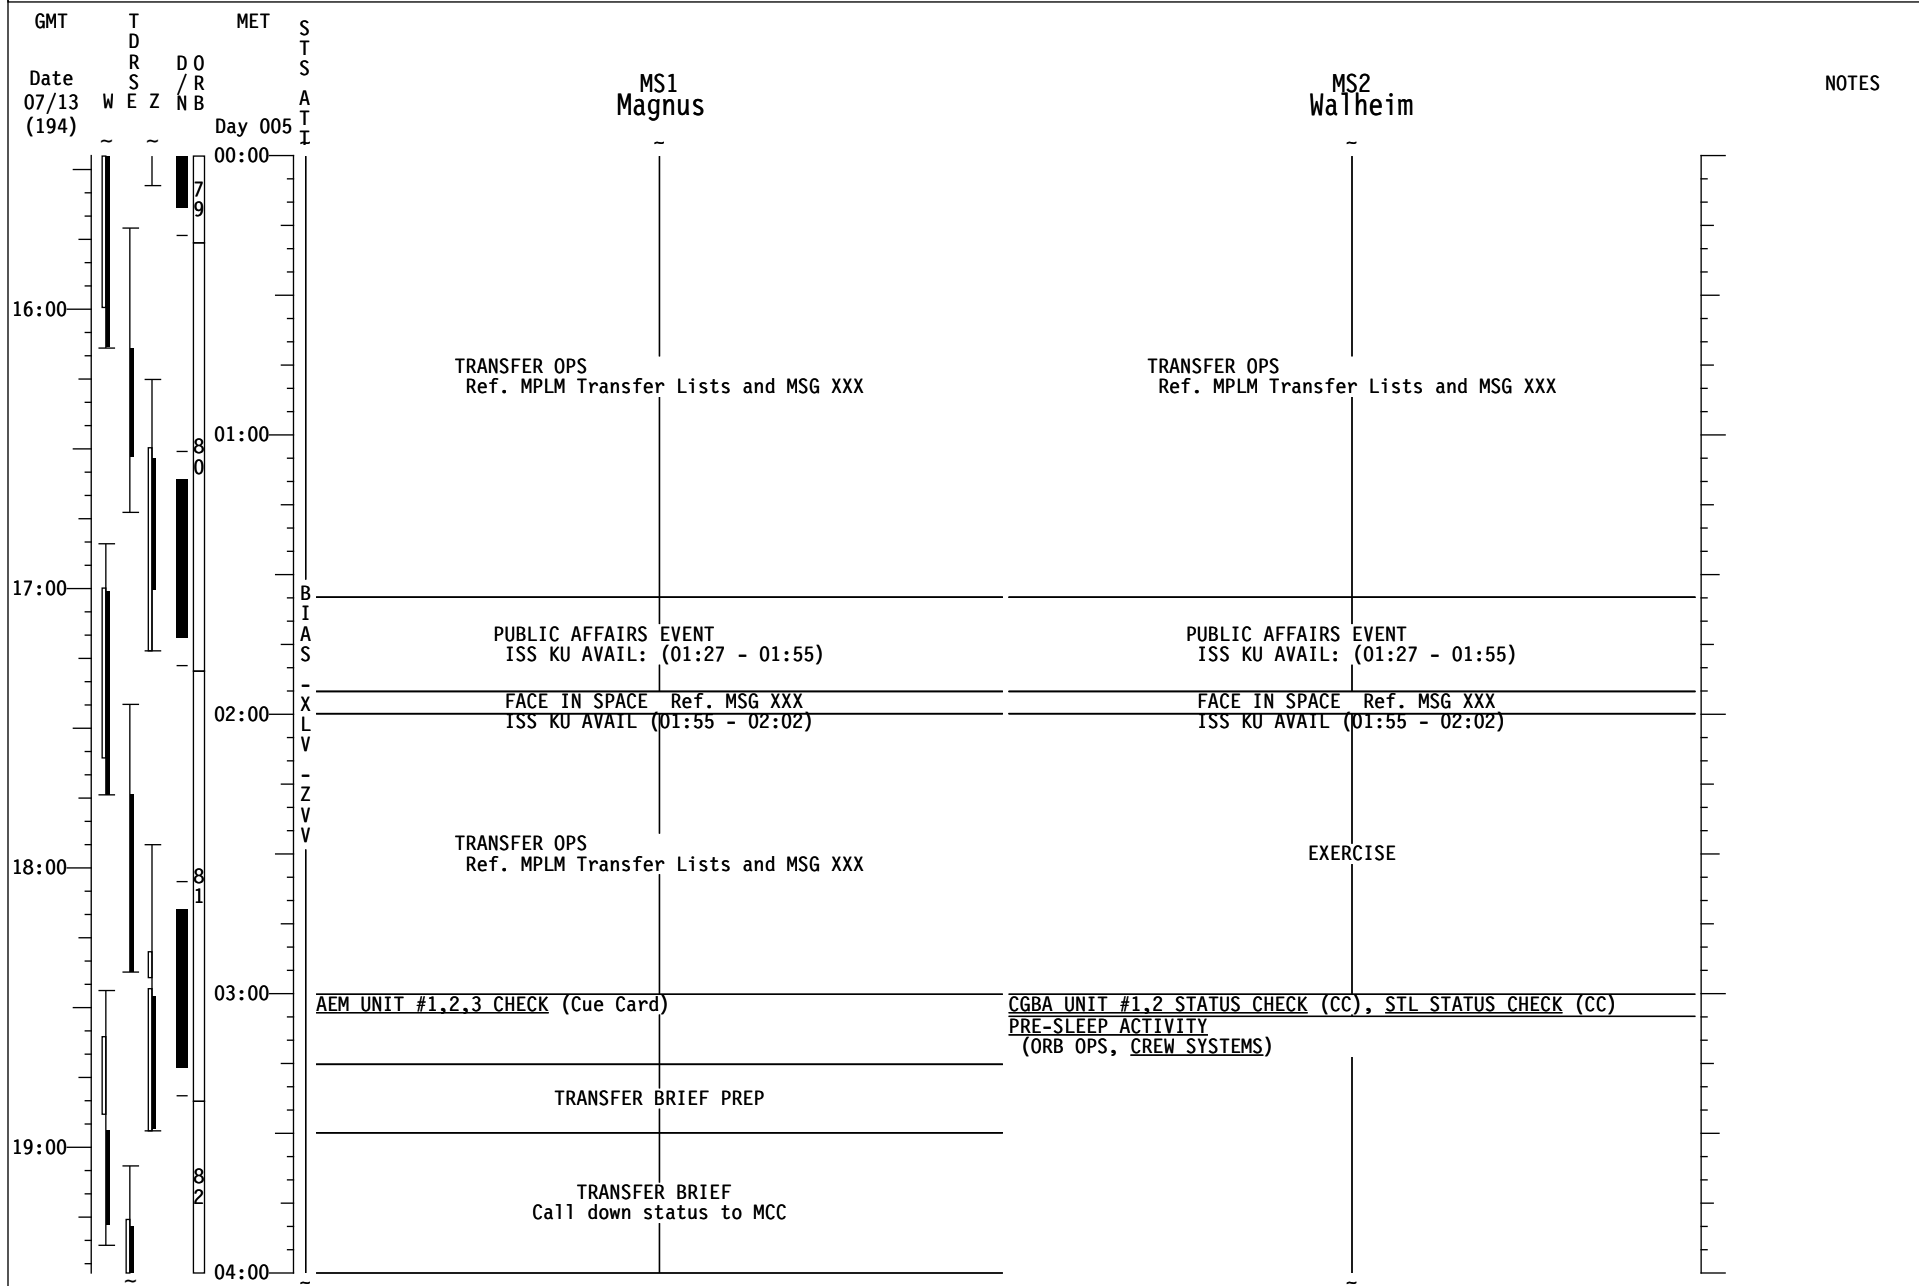 GMT
TDRS
MET
STS ATT
D/N
ORB
Date
07/13
(194)
W E Z
Day 005
MS1
Magnus
MS2
Walheim
NOTES
~ ~ ~ ~
00:00
79
16:00
TRANSFER OPS
Ref. MPLM Transfer Lists and MSG XXX
TRANSFER OPS
Ref. MPLM Transfer Lists and MSG XXX
01:00
80
17:00
BIAS -XLV -ZVV
PUBLIC AFFAIRS EVENT
ISS KU AVAIL: (01:27 - 01:55)
PUBLIC AFFAIRS EVENT
ISS KU AVAIL: (01:27 - 01:55)
FACE IN SPACE Ref. MSG XXX
ISS KU AVAIL (01:55 - 02:02)
FACE IN SPACE Ref. MSG XXX
ISS KU AVAIL (01:55 - 02:02)
02:00
TRANSFER OPS
Ref. MPLM Transfer Lists and MSG XXX
EXERCISE
18:00
81
03:00
AEM UNIT #1,2,3 CHECK (Cue Card)
CGBA UNIT #1,2 STATUS CHECK (CC), STL STATUS CHECK (CC)
PRE-SLEEP ACTIVITY
(ORB OPS, CREW SYSTEMS)
TRANSFER BRIEF PREP
19:00
82
TRANSFER BRIEF
Call down status to MCC
04:00
~ ~ ~